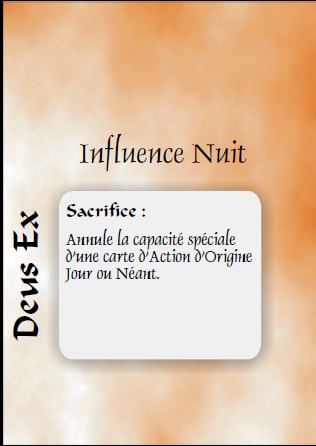 Influence Nuit
Deus Ex
Sacrifice :
Annule la capacité spéciale
d'une carte d'Action d'Origine
Jour ou Néant.